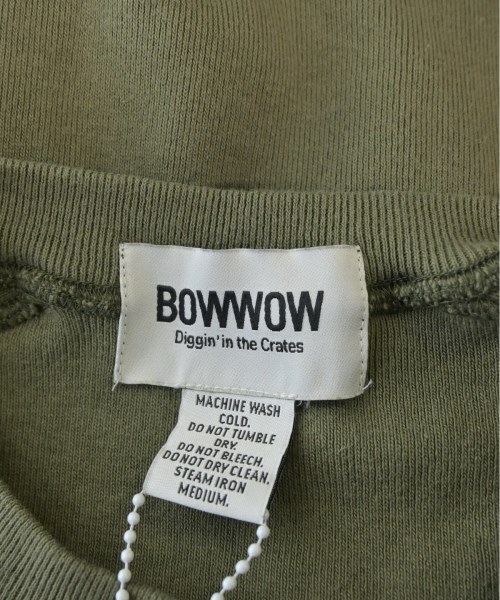 BOWWOW
Diggin' in the Crates
MACHINE WASH
COLD.
DO NOT TUMBLE
DRY.
DO NOT BLEECH.
DO NOT DRY CLEAN.
STEAM IRON
MEDIUM.